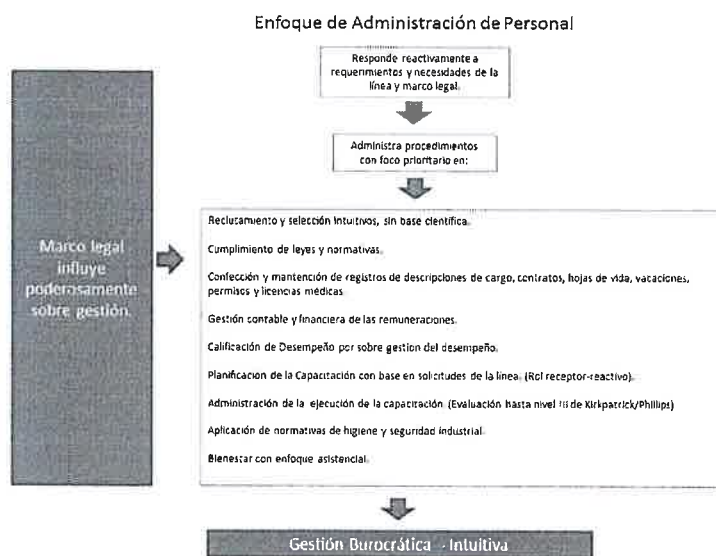 Enfoque de Administración de Personal
Responde reactivamente a
requerimientos y necesidades de la
línea y marco legal.
Administra procedimientos
con foco prioritario en:
Marco legal
influye
poderosamente
sobre gestión.
Reclutamiento y selección intuitivos, sin base científica.
Cumplimiento de leyes y normativas.
Confección y mantención de registros de descripciones de cargo, contratos, hojas de vida, vacaciones,
permisos y licencias médicas
Gestión contable y financiera de las remuneraciones.
Calificación de Desempeño por sobre gestion del desempeño.
Planificacion de la Capacitación con base en solicitudes de la línea. (Rol receptor-reactivo).
Administración de la ejecución de la capacitación (Evaluación hasta nivel III de Kirkpatrick/Phillips)
Aplicación de normativas de higiene y seguridad industrial.
Bienestar con enfoque asistencial.
Gestión Burocrática - Intuitiva